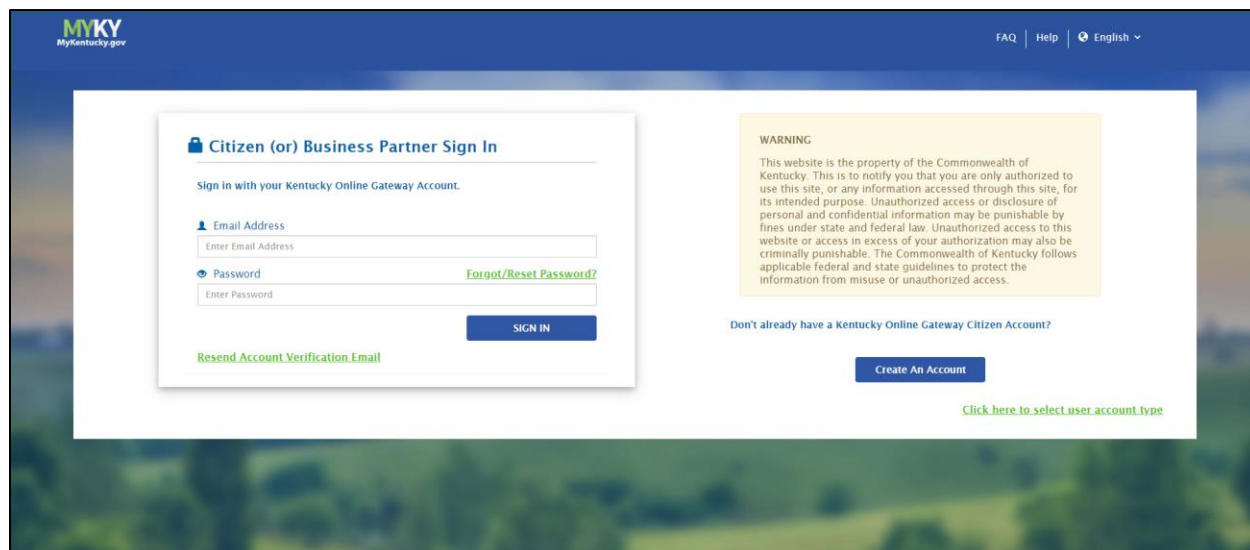 MYKY
MyKentucky.gov
FAQ | Help | English
Citizen (or) Business Partner Sign In
Sign in with your Kentucky Online Gateway Account.
Email Address
Enter Email Address
Password Forgot/Reset Password?
Enter Password
SIGN IN
Resend Account Verification Email
WARNING
This website is the property of the Commonwealth of
Kentucky. This is to notify you that you are only authorized to
use this site, or any information accessed through this site, for
its intended purpose. Unauthorized access or disclosure of
personal and confidential information may be punishable by
fines under state and federal law. Unauthorized access to this
website or access in excess of your authorization may also be
criminally punishable. The Commonwealth of Kentucky follows
applicable federal and state guidelines to protect the
information from misuse or unauthorized access.
Don't already have a Kentucky Online Gateway Citizen Account?
Create An Account
Click here to select user account type